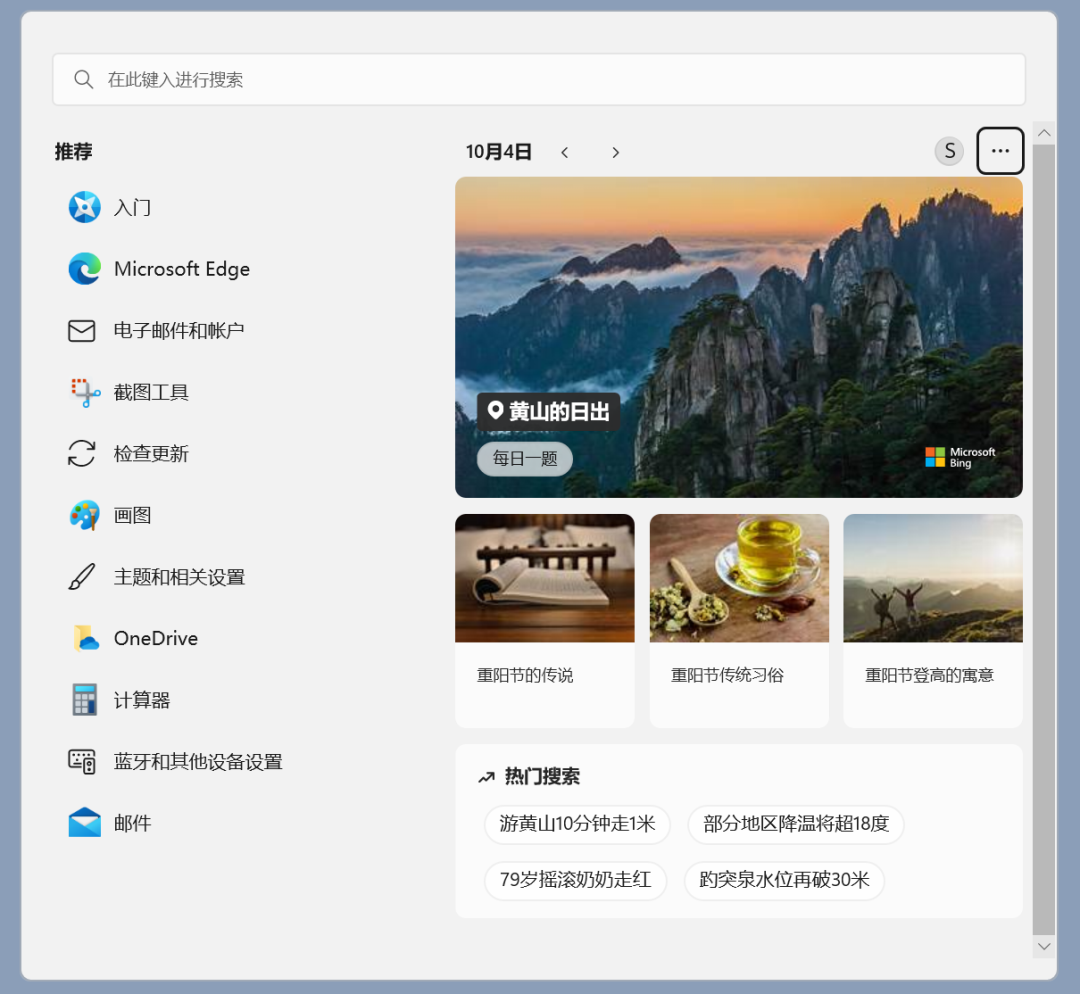 在此键入进行搜索
推荐
入门
Microsoft Edge
电子邮件和帐户
截图工具
检查更新
画图
主题和相关设置
OneDrive
计算器
蓝牙和其他设备设置
邮件
10月4日
S
黄山的日出
每日一题
Microsoft
Bing
重阳节的传说
重阳节传统习俗
重阳节登高的寓意
热门搜索
游黄山10分钟走1米
部分地区降温将超18度
79岁摇滚奶奶走红
趵突泉水位再破30米